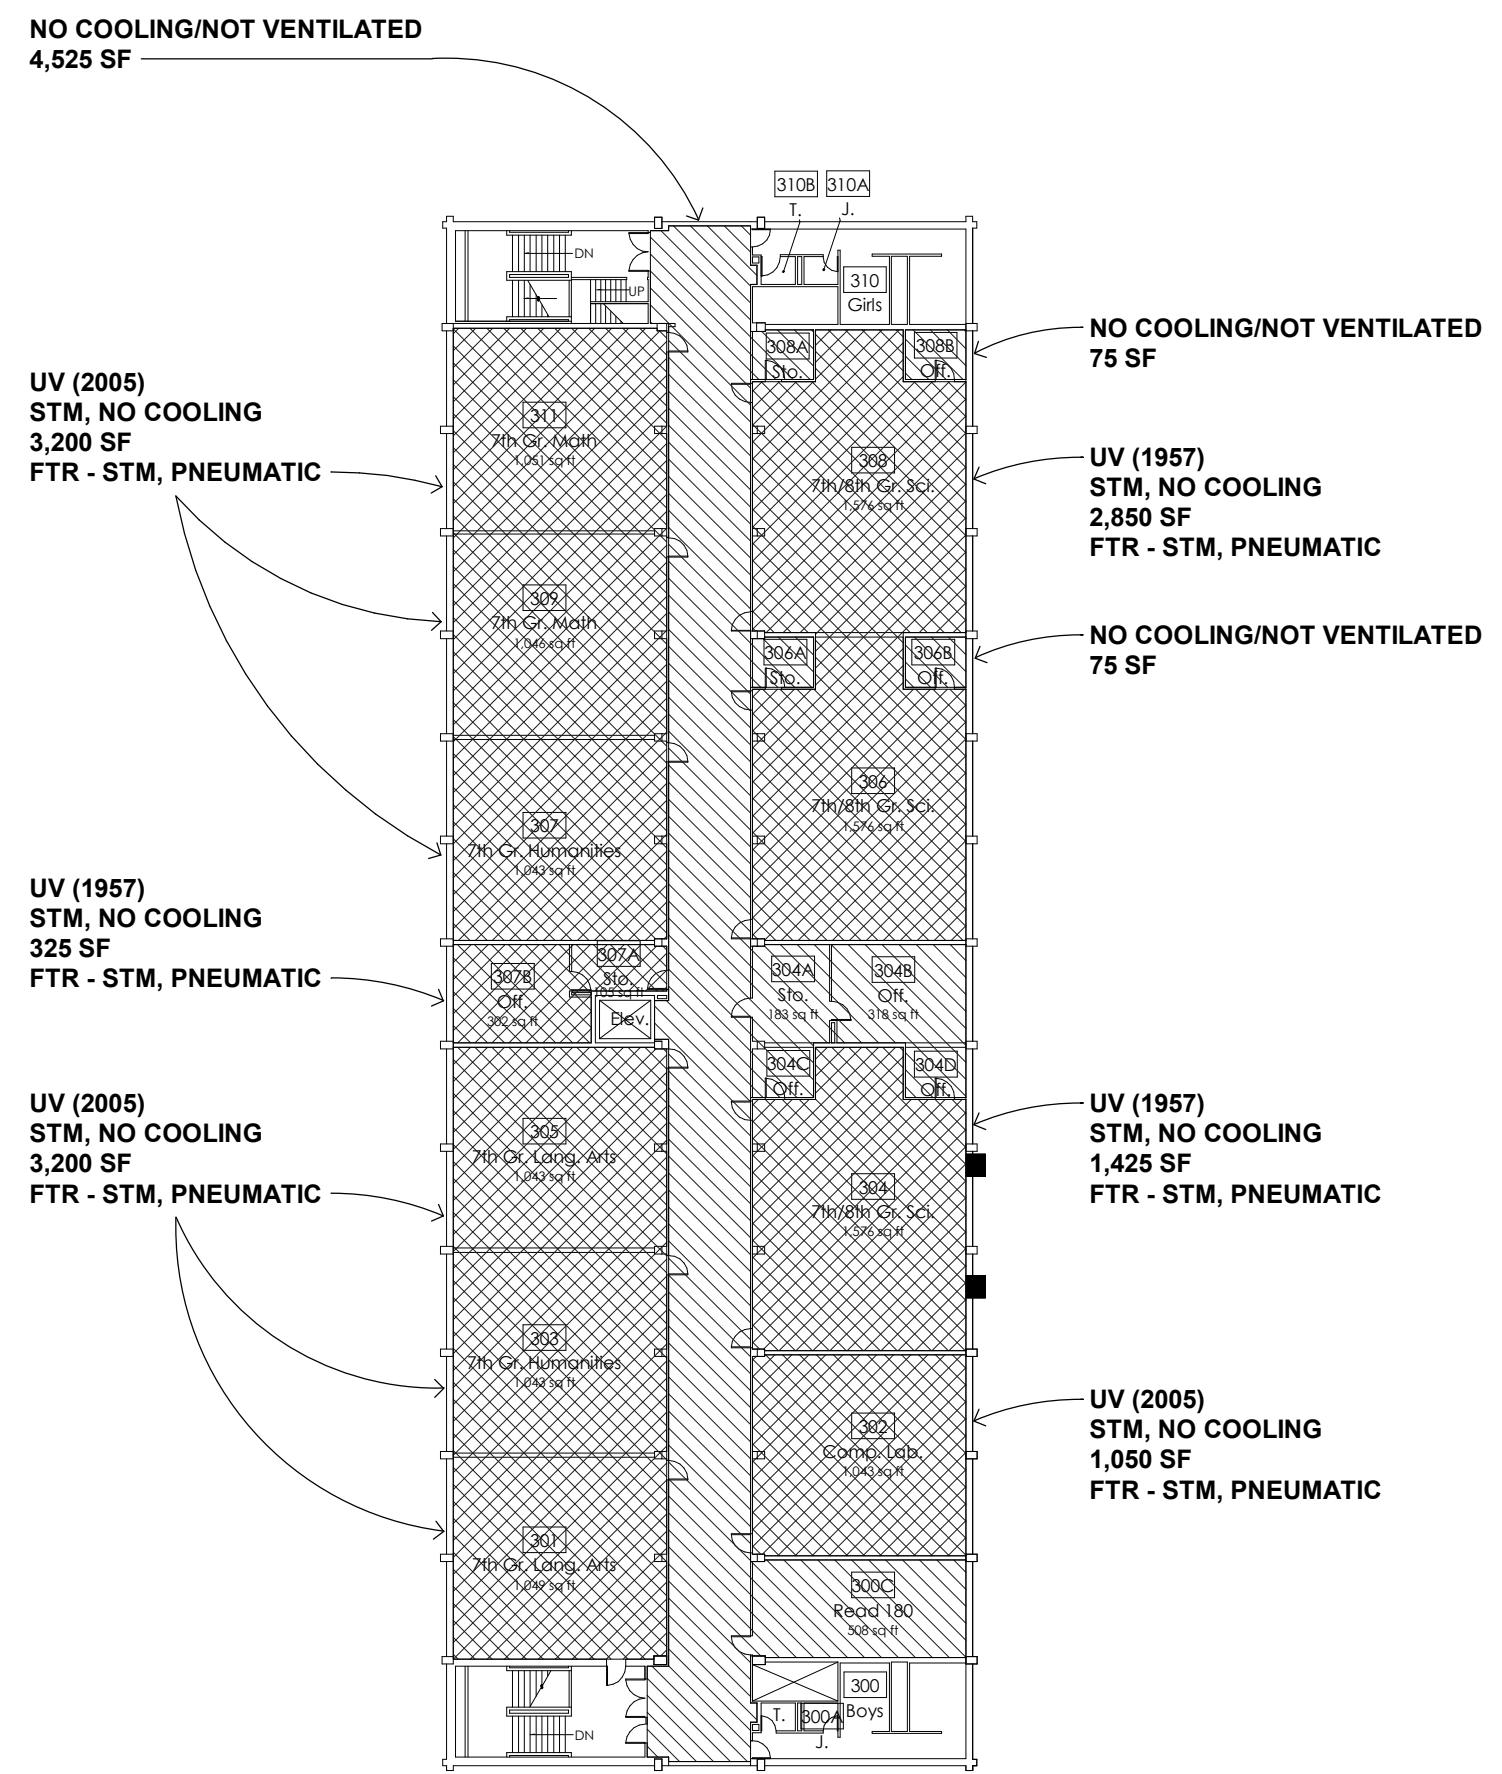 NO COOLING/NOT VENTILATED
4,525 SF
310B
310A
T.
J.
DN
UP
310
Girls
308A
Sto.
308B
Off.
NO COOLING/NOT VENTILATED
75 SF
UV (2005)
STM, NO COOLING
3,200 SF
FTR - STM, PNEUMATIC
311
7th Gr. Math
1,051 sq ft
308
7th/8th Gr. Sci.
1,576 sq ft
UV (1957)
STM, NO COOLING
2,850 SF
FTR - STM, PNEUMATIC
309
7th Gr. Math
1,046 sq ft
306A
Sto.
306B
Off.
NO COOLING/NOT VENTILATED
75 SF
307
7th Gr. Humanities
1,043 sq ft
306
7th/8th Gr. Sci.
1,576 sq ft
UV (1957)
STM, NO COOLING
325 SF
FTR - STM, PNEUMATIC
307B
Off.
302 sq ft
307A
Sto.
105 sq ft
Elev.
304A
Sto.
183 sq ft
304B
Off.
318 sq ft
304C
Off.
304D
Off.
UV (2005)
STM, NO COOLING
3,200 SF
FTR - STM, PNEUMATIC
305
7th Gr. Lang. Arts
1,043 sq ft
304
7th/8th Gr. Sci.
1,576 sq ft
UV (1957)
STM, NO COOLING
1,425 SF
FTR - STM, PNEUMATIC
303
7th Gr. Humanities
1,043 sq ft
302
Comp. Lab.
1,043 sq ft
UV (2005)
STM, NO COOLING
1,050 SF
FTR - STM, PNEUMATIC
301
7th Gr. Lang. Arts
1,049 sq ft
300C
Read 180
508 sq ft
300
Boys
T.
300A
J.
DN